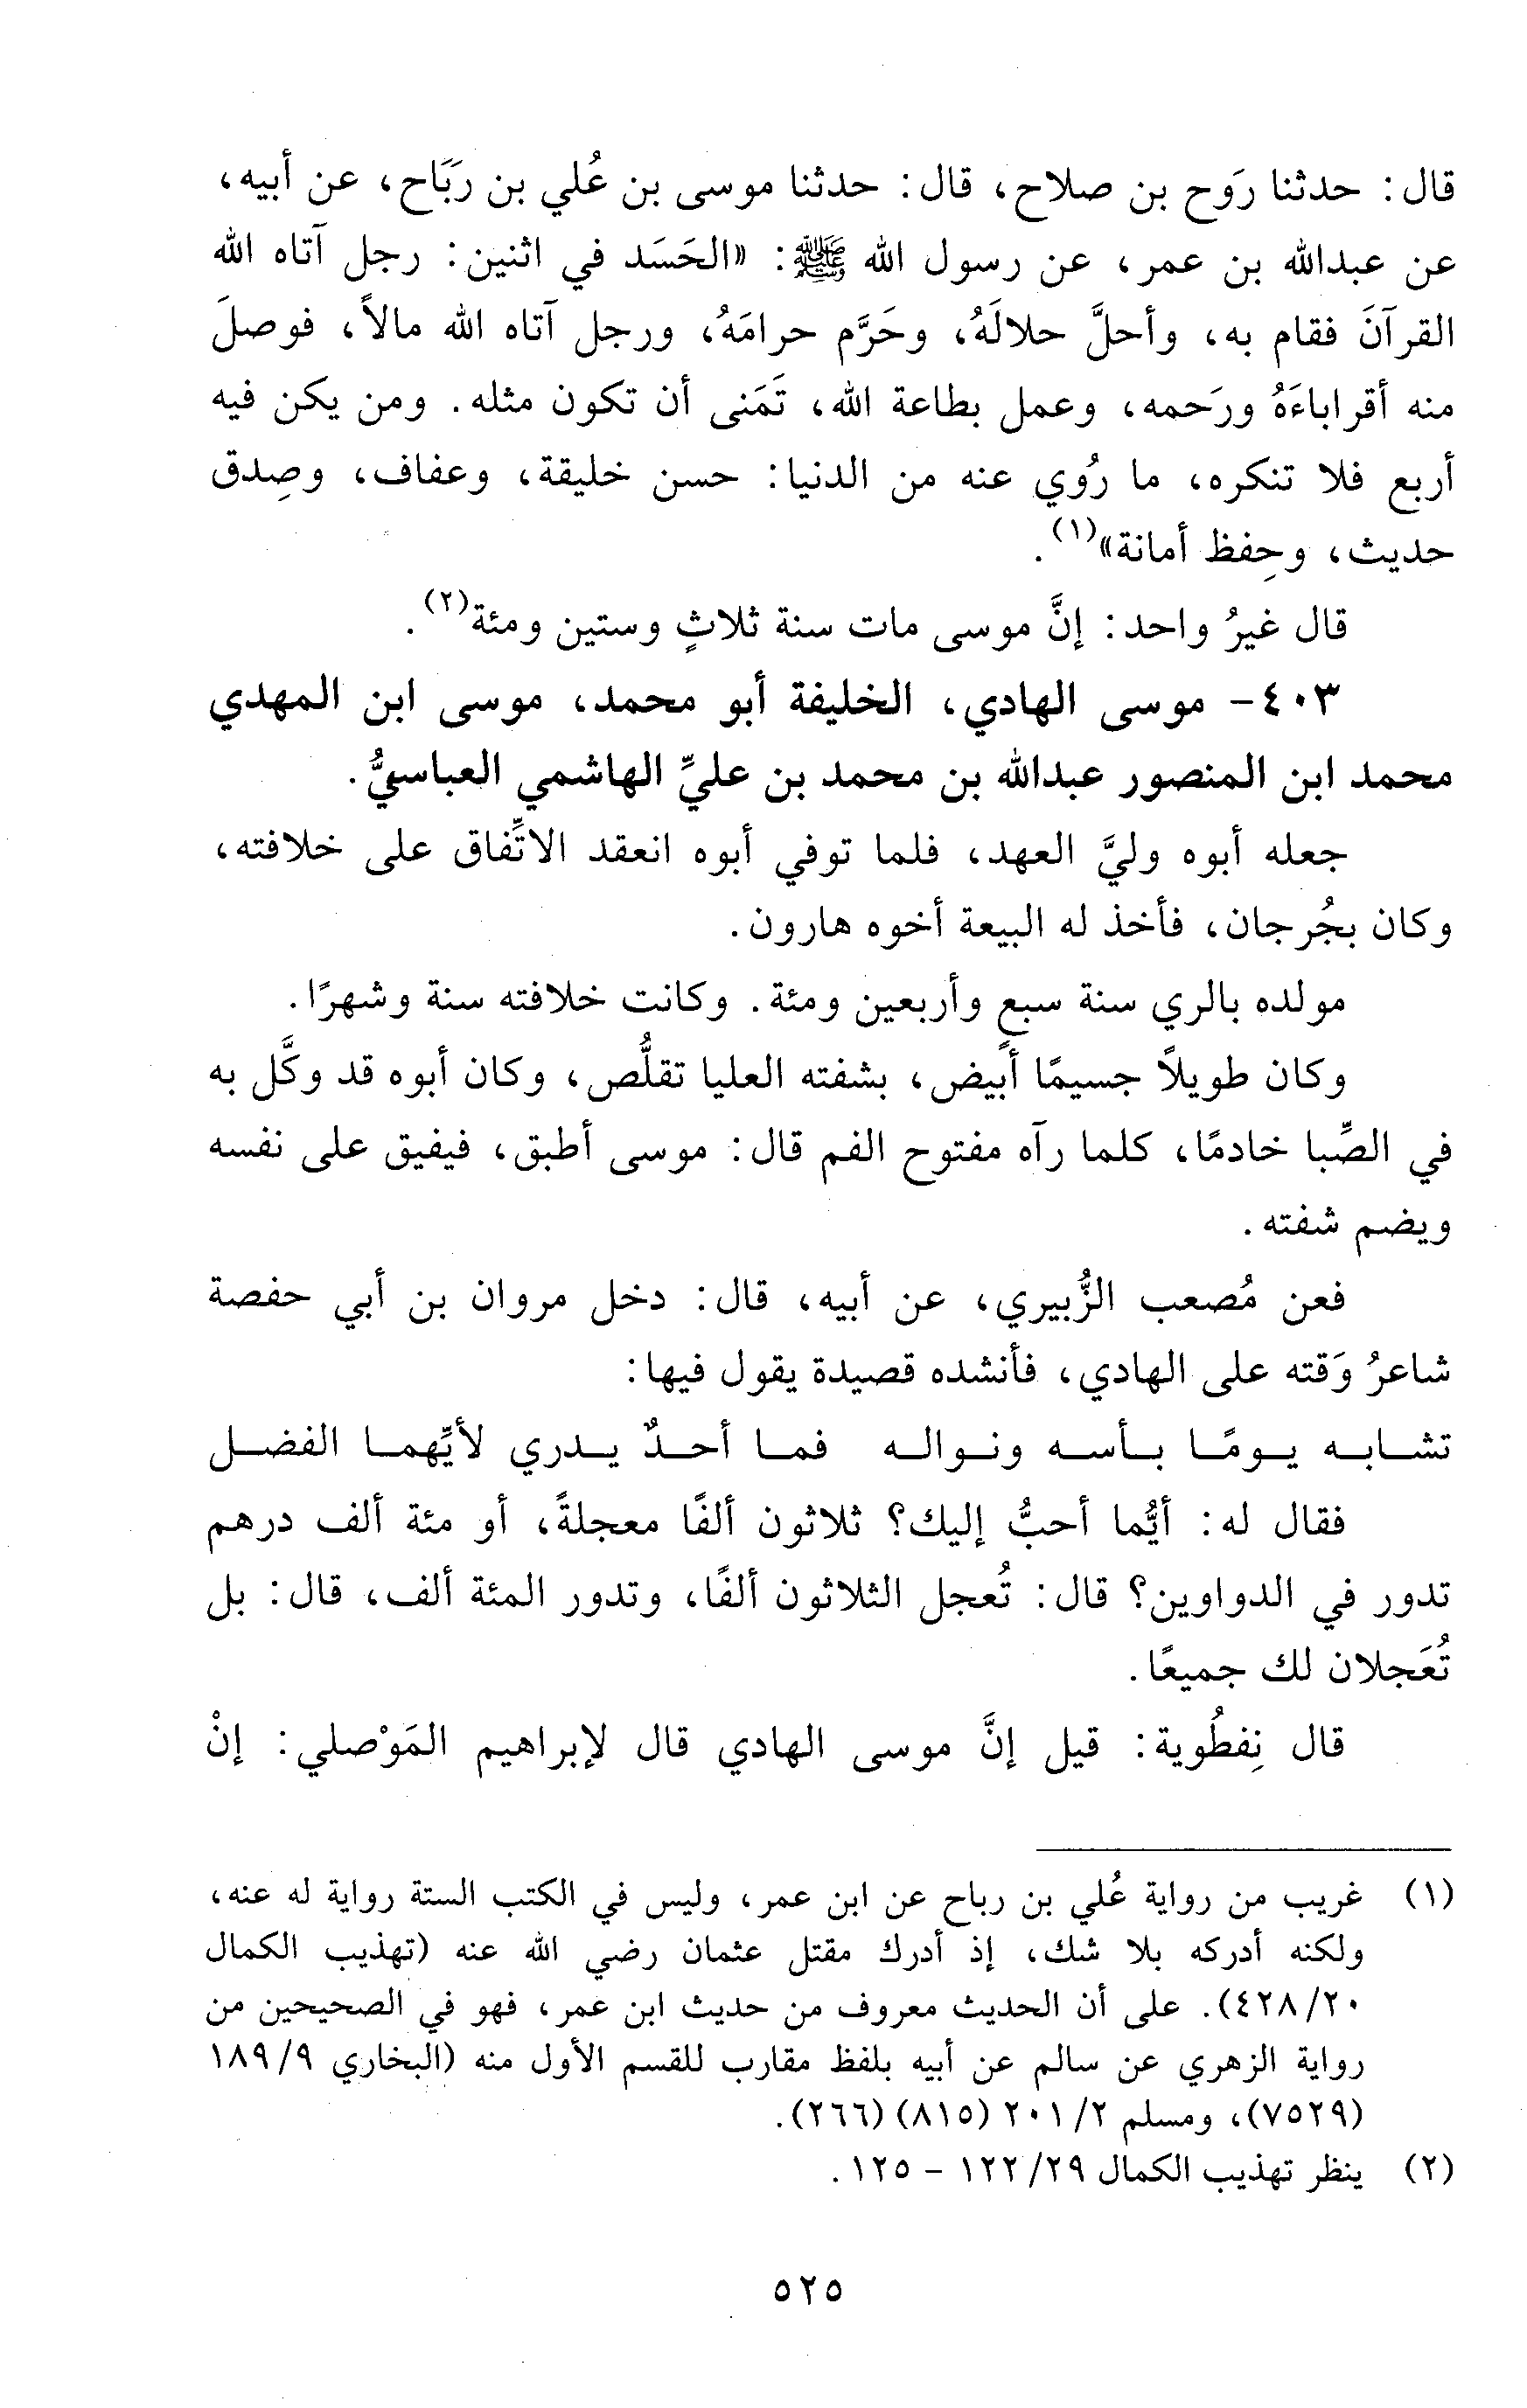 قال: حدثنا رَوح بن صلاح، قال: حدثنا موسى بن عُلي بن رَبَاح، عن أبيه،
عن عبدالله بن عمر، عن رسول الله ﷺ: «الحَسَد في اثنين: رجل آتاه الله
القرآنَ فقام به، وأحلَّ حلالَهُ، وحَرَّم حرامَهُ، ورجل آتاه الله مالاً، فوصلَ
منه أقراباءَهُ ورَحمه، وعمل بطاعة الله، تَمَنى أن تكون مثله. ومن يكن فيه
أربع فلا تنكره، ما رُوي عنه من الدنيا: حسن خليقة، وعفاف، وصِدق
حديث، وحِفظ أمانة»(١).
قال غيرُ واحد: إنَّ موسى مات سنة ثلاثٍ وستين ومئة(٢).
٤٠٣- موسى الهادي، الخليفة أبو محمد، موسى ابن المهدي
محمد ابن المنصور عبدالله بن محمد بن عليِّ الهاشمي العباسيُّ.
جعله أبوه وليَّ العهد، فلما توفي أبوه انعقد الاتِّفاق على خلافته،
وكان بجُرجان، فأخذ له البيعة أخوه هارون.
مولده بالري سنة سبعٍ وأربعين ومئة. وكانت خلافته سنة وشهرًا.
وكان طويلاً جسيمًا أبيض، بشفته العليا تقلُّص، وكان أبوه قد وكَّل به
في الصِّبا خادمًا، كلما رآه مفتوح الفم قال: موسى أطبق، فيفيق على نفسه
ويضم شفته.
فعن مُصعب الزُّبيري، عن أبيه، قال: دخل مروان بن أبي حفصة
شاعرُ وَقته على الهادي، فأنشده قصيدة يقول فيها:
تشابه يومًا بأسه ونواله فما أحدٌ يدري لأيِّهما الفضل
فقال له: أيُّما أحبُّ إليك؟ ثلاثون ألفًا معجلةً، أو مئة ألف درهم
تدور في الدواوين؟ قال: تُعجل الثلاثون ألفًا، وتدور المئة ألف، قال: بل
تُعَجلان لك جميعًا.
قال نِفطُوية: قيل إنَّ موسى الهادي قال لإبراهيم المَوْصلي: إنْ
(١) غريب من رواية عُلي بن رباح عن ابن عمر، وليس في الكتب الستة رواية له عنه،
ولكنه أدركه بلا شك، إذ أدرك مقتل عثمان رضي الله عنه (تهذيب الكمال
٢٠/ ٤٢٨). على أن الحديث معروف من حديث ابن عمر، فهو في الصحيحين من
رواية الزهري عن سالم عن أبيه بلفظ مقارب للقسم الأول منه (البخاري ٩/ ١٨٩
(٧٥٢٩)، ومسلم ٢/ ٢٠١ (٨١٥) (٢٦٦).
(٢) ينظر تهذيب الكمال ٢٩/ ١٢٢ - ١٢٥.
٥٢٥